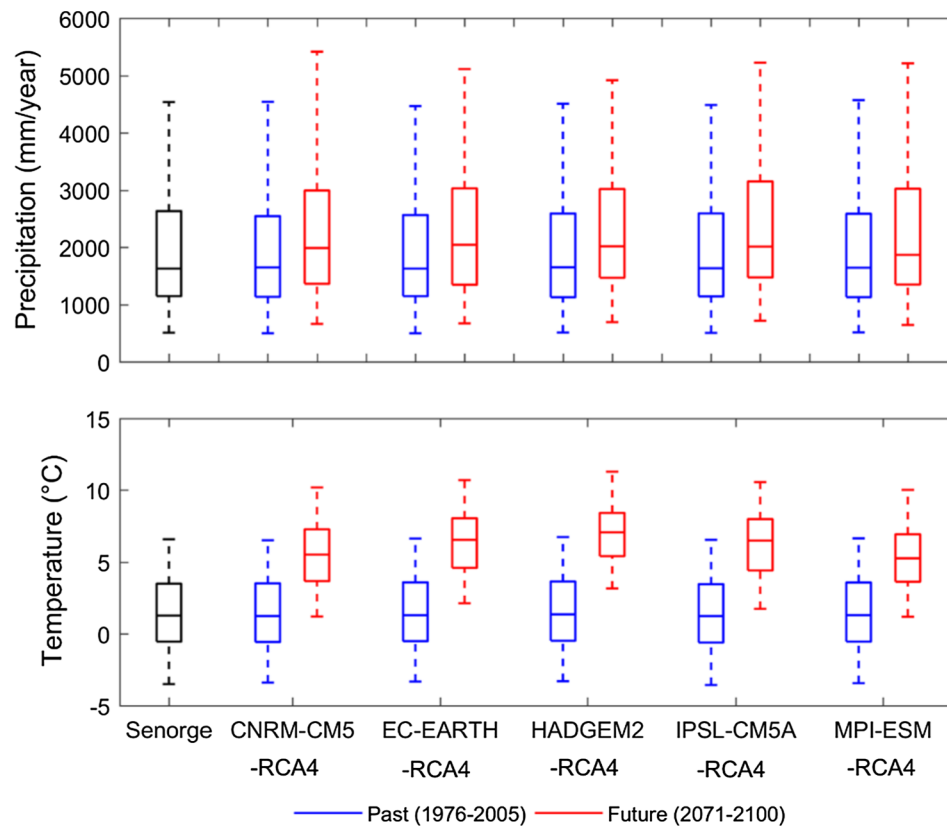 6000
5000
4000
3000
2000
1000
0
Precipitation (mm/year)
15
10
5
0
-5
Temperature (°C)
Senorge CNRM-CM5 EC-EARTH HADGEM2 IPSL-CM5A MPI-ESM
-RCA4 -RCA4 -RCA4 -RCA4 -RCA4
Past (1976-2005) Future (2071-2100)